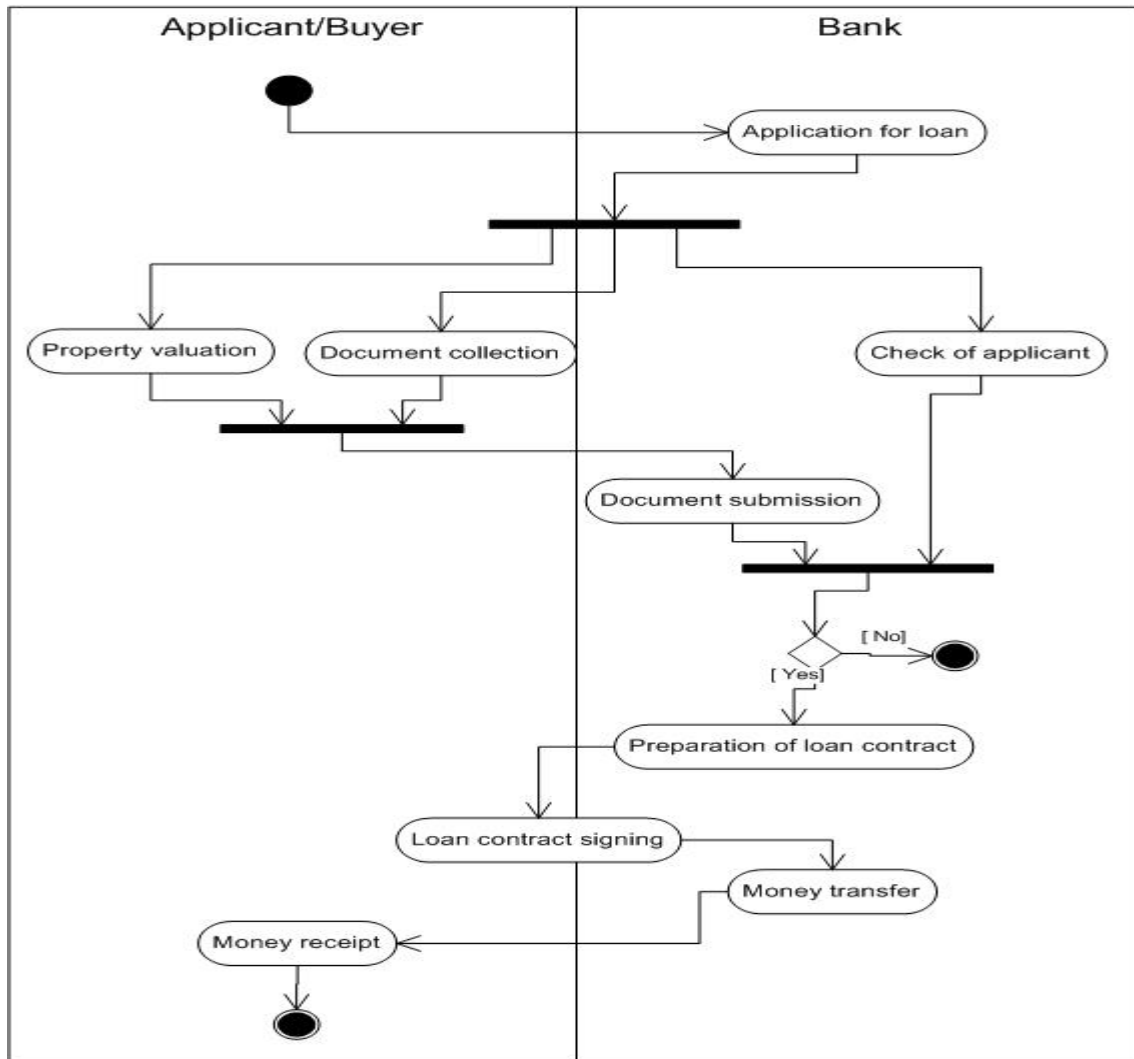 Applicant/Buyer
Bank
Application for loan
Property valuation
Document collection
Check of applicant
Document submission
[ No]
[ Yes]
Preparation of loan contract
Loan contract signing
Money transfer
Money receipt